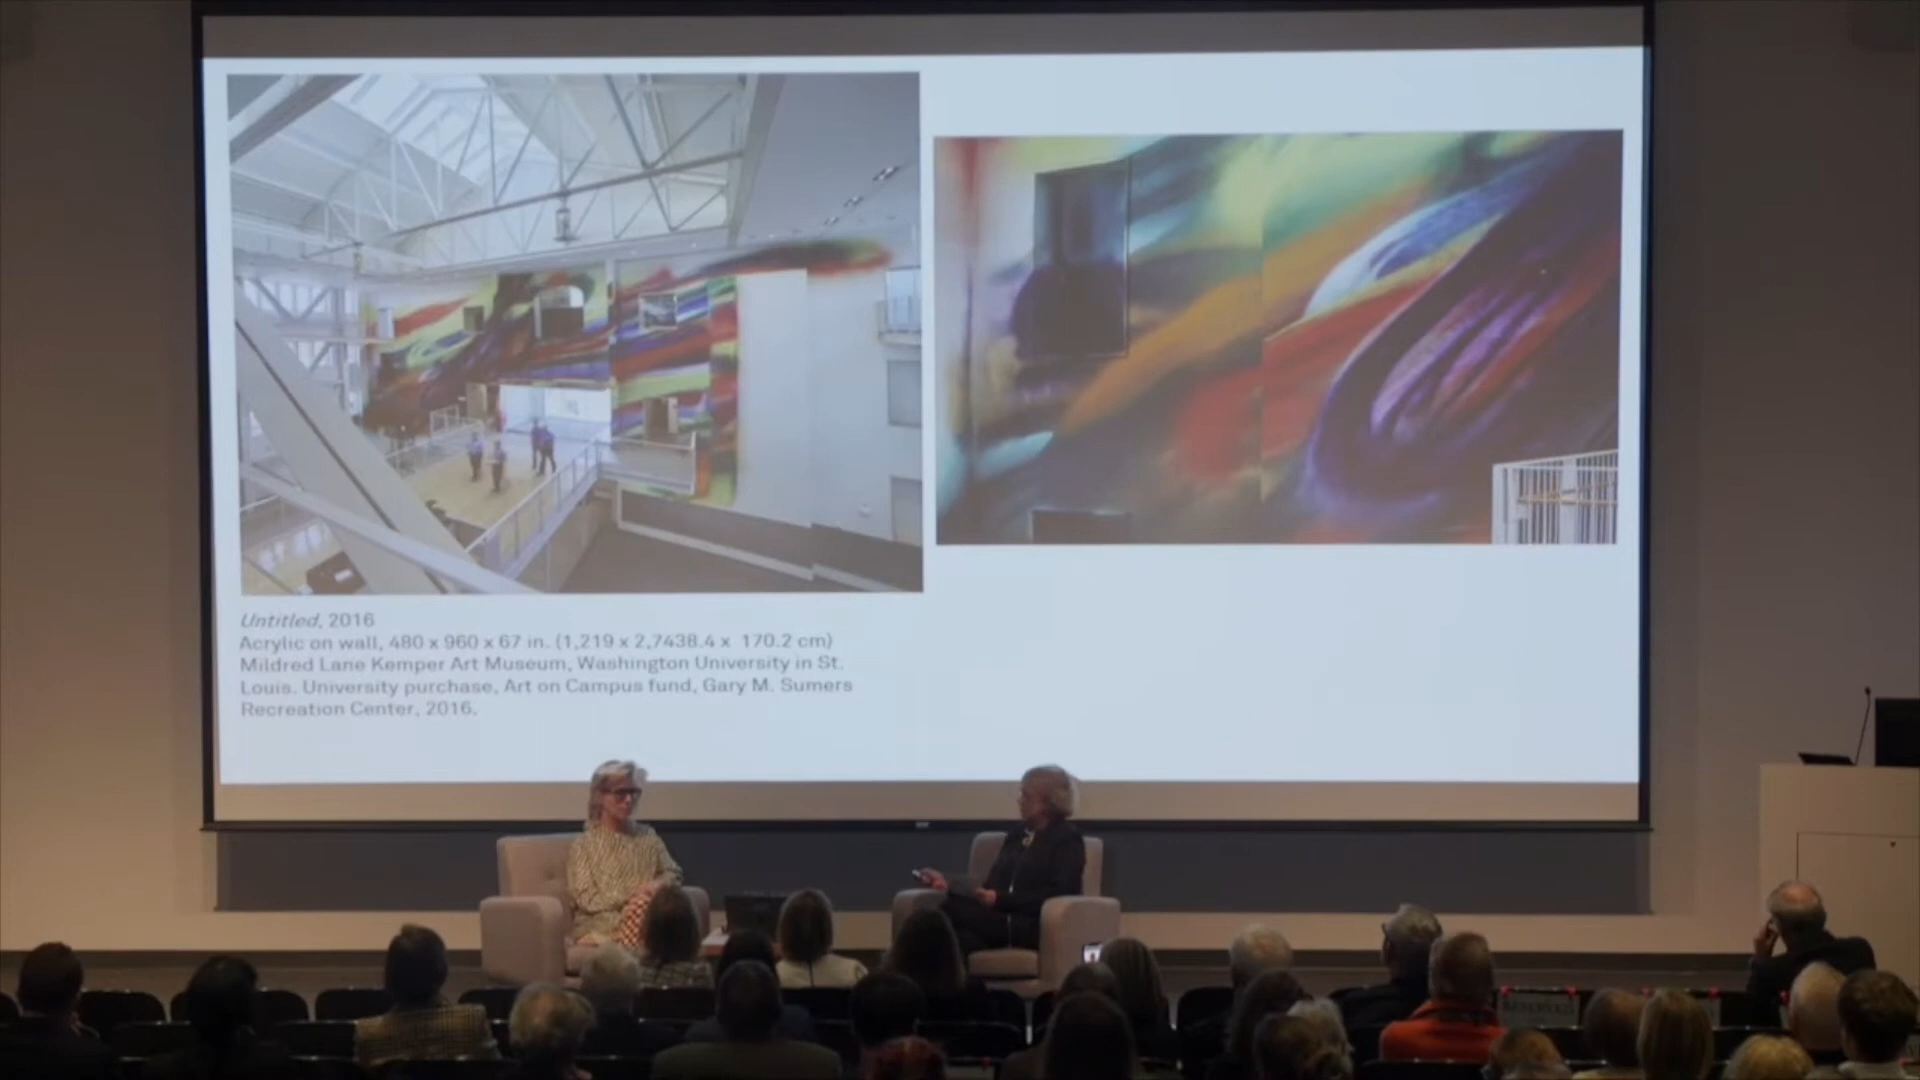 Untitled, 2016
Acrylic on wall, 480 x 960 x 67 in. (1,219 x 2,7438.4 x 170.2 cm)
Mildred Lane Kemper Art Museum, Washington University in St.
Louis. University purchase, Art on Campus fund, Gary M. Sumers
Recreation Center, 2016.
RESERVED